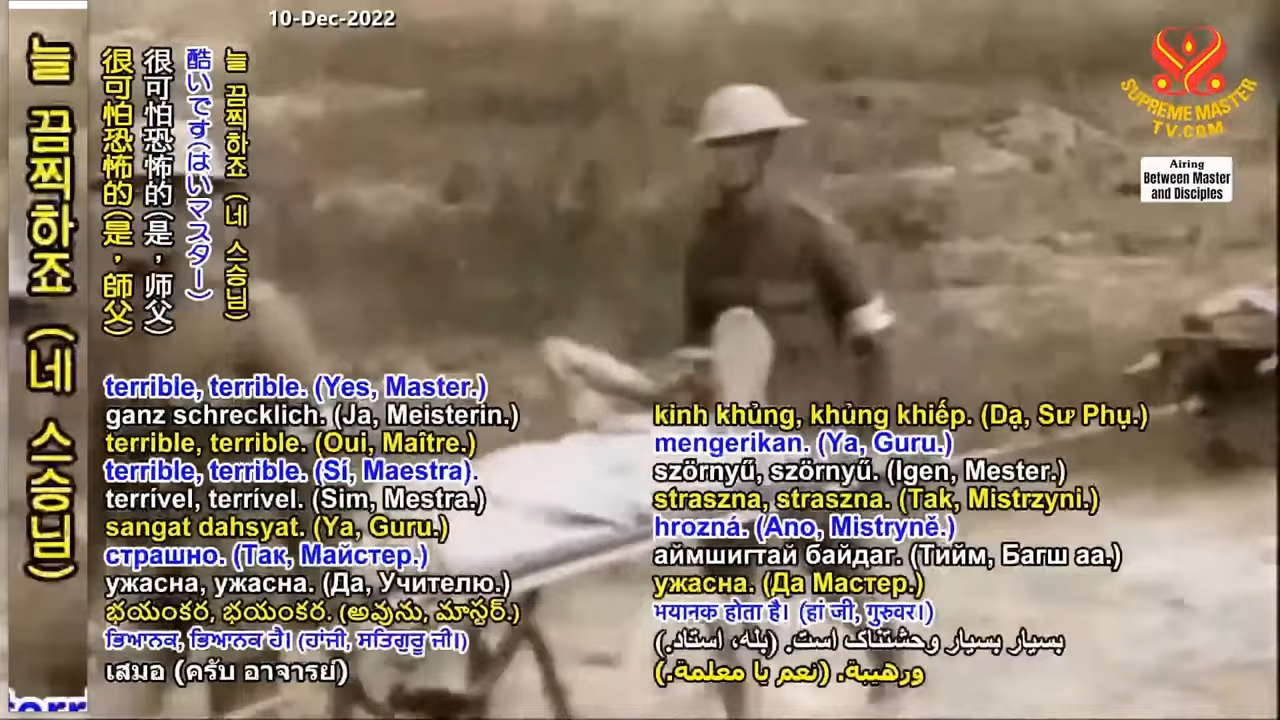 10-Dec-2022
SUPREME MASTER
TV.COM
Airing
Between Master
and Disciples
늘 끔찍하죠 (네 스승님)
很可怕恐怖的(是，師父)
很可怕恐怖的(是，师父)
酷いです(はいマスター)
늘 끔찍하죠 (네 스승님)
terrible, terrible. (Yes, Master.)
ganz schrecklich. (Ja, Meisterin.)
terrible, terrible. (Oui, Maître.)
terrible, terrible. (Sí, Maestra).
terrível, terrível. (Sim, Mestra.)
sangat dahsyat. (Ya, Guru.)
страшно. (Так, Майстер.)
ужасна, ужасна. (Да, Учителю.)
భయంకర, భయంకర. (అవును, మాస్టర్.)
ਭਿਆਨਕ, ਭਿਆਨਕ ਹੈ। (ਹਾਂਜੀ, ਸਤਿਗੁਰੂ ਜੀ।)
เสมอ (ครับ อาจารย์)
kinh khủng, khủng khiếp. (Dạ, Sư Phụ.)
mengerikan. (Ya, Guru.)
szörnyű, szörnyű. (Igen, Mester.)
straszna, straszna. (Tak, Mistrzyni.)
hrozná. (Ano, Mistryně.)
аймшигтай байдаг. (Тийм, Багш аа.)
ужасна. (Да Мастер.)
भयानक होता है। (हां जी, गुरुवर।)
بسیار بسیار وحشتناک است. (بله، استاد.)
ورهيبة. (نعم يا معلمة.)